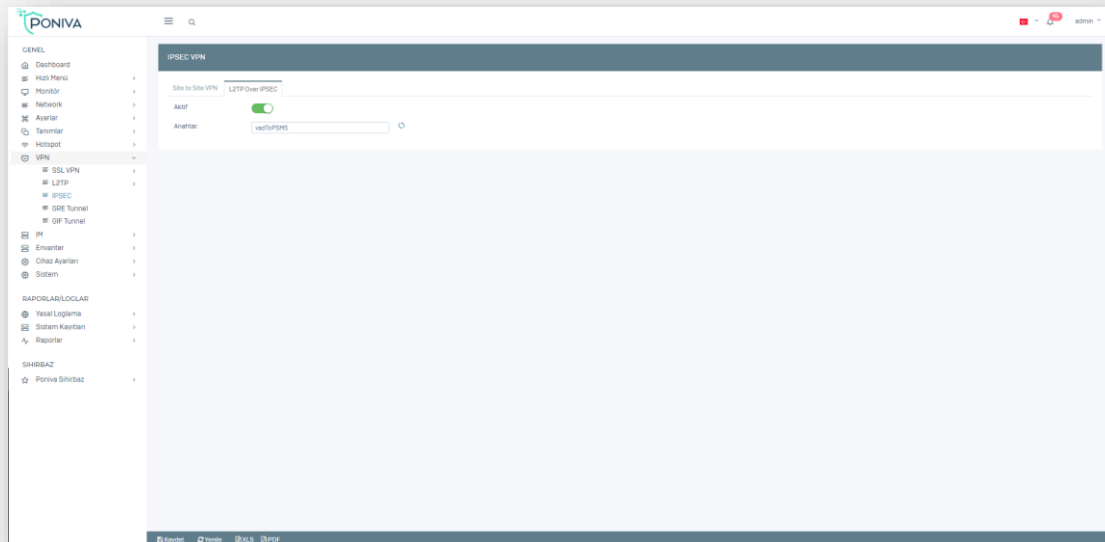 PONIVA
admin
GENEL
Dashboard
Hızlı Menü
Monitör
Network
Ayarlar
Tanımlar
Hotspot
VPN
SSL VPN
L2TP
IPSEC
GRE Tunnel
GIF Tunnel
IM
Envanter
Cihaz Ayarları
Sistem
RAPORLAR/LOGLAR
Yasal Loglama
Sistem Kayıtları
Raporlar
SIHIRBAZ
Poniva Sihirbaz
IPSEC VPN
Site to Site VPN L2TP Over IPSEC
Aktif
Anahtar vadToPSMS
Kaydet Yenile XLS PDF